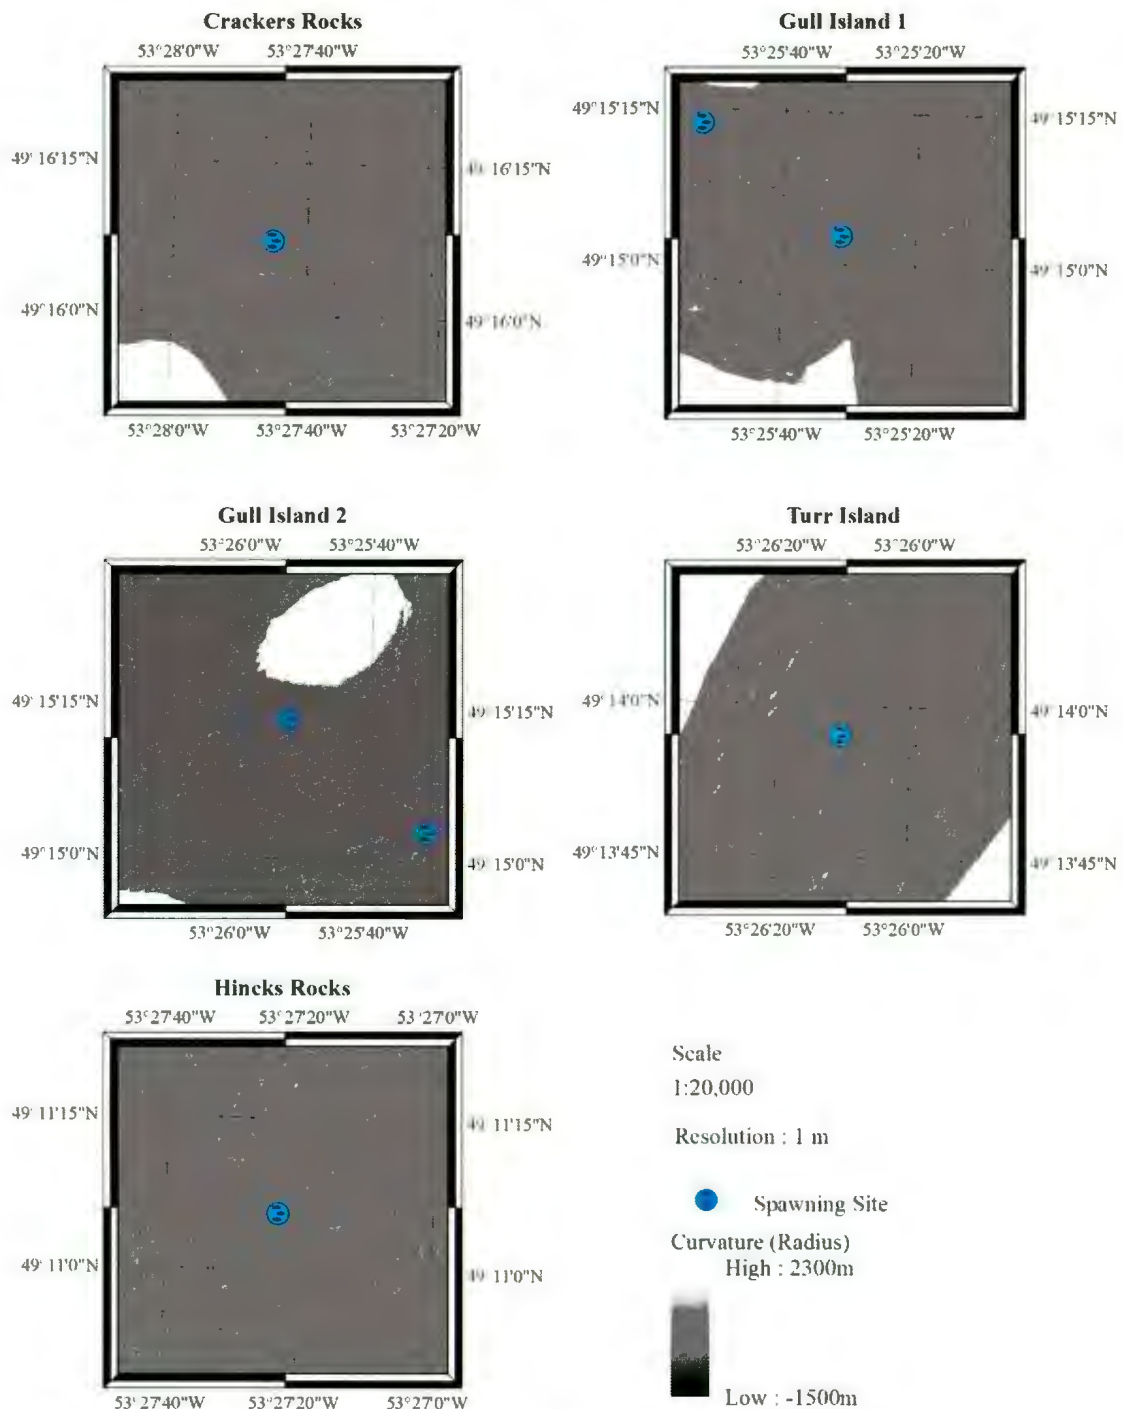 Crackers Rocks
53°28'0"W 53°27'40"W
49°16'15"N 49°16'15"N
49°16'0"N 49°16'0"N
53°28'0"W 53°27'40"W 53°27'20"W
Gull Island 1
53°25'40"W 53°25'20"W
49°15'15"N 49°15'15"N
49°15'0"N 49°15'0"N
53°25'40"W 53°25'20"W
Gull Island 2
53°26'0"W 53°25'40"W
49°15'15"N 49°15'15"N
49°15'0"N 49°15'0"N
53°26'0"W 53°25'40"W
Turr Island
53°26'20"W 53°26'0"W
49°14'0"N 49°14'0"N
49°13'45"N 49°13'45"N
53°26'20"W 53°26'0"W
Hincks Rocks
53°27'40"W 53°27'20"W 53°27'0"W
49°11'15"N 49°11'15"N
49°11'0"N 49°11'0"N
53°27'40"W 53°27'20"W 53°27'0"W
Scale
1:20,000
Resolution : 1 m
Spawning Site
Curvature (Radius)
High : 2300m
Low : -1500m